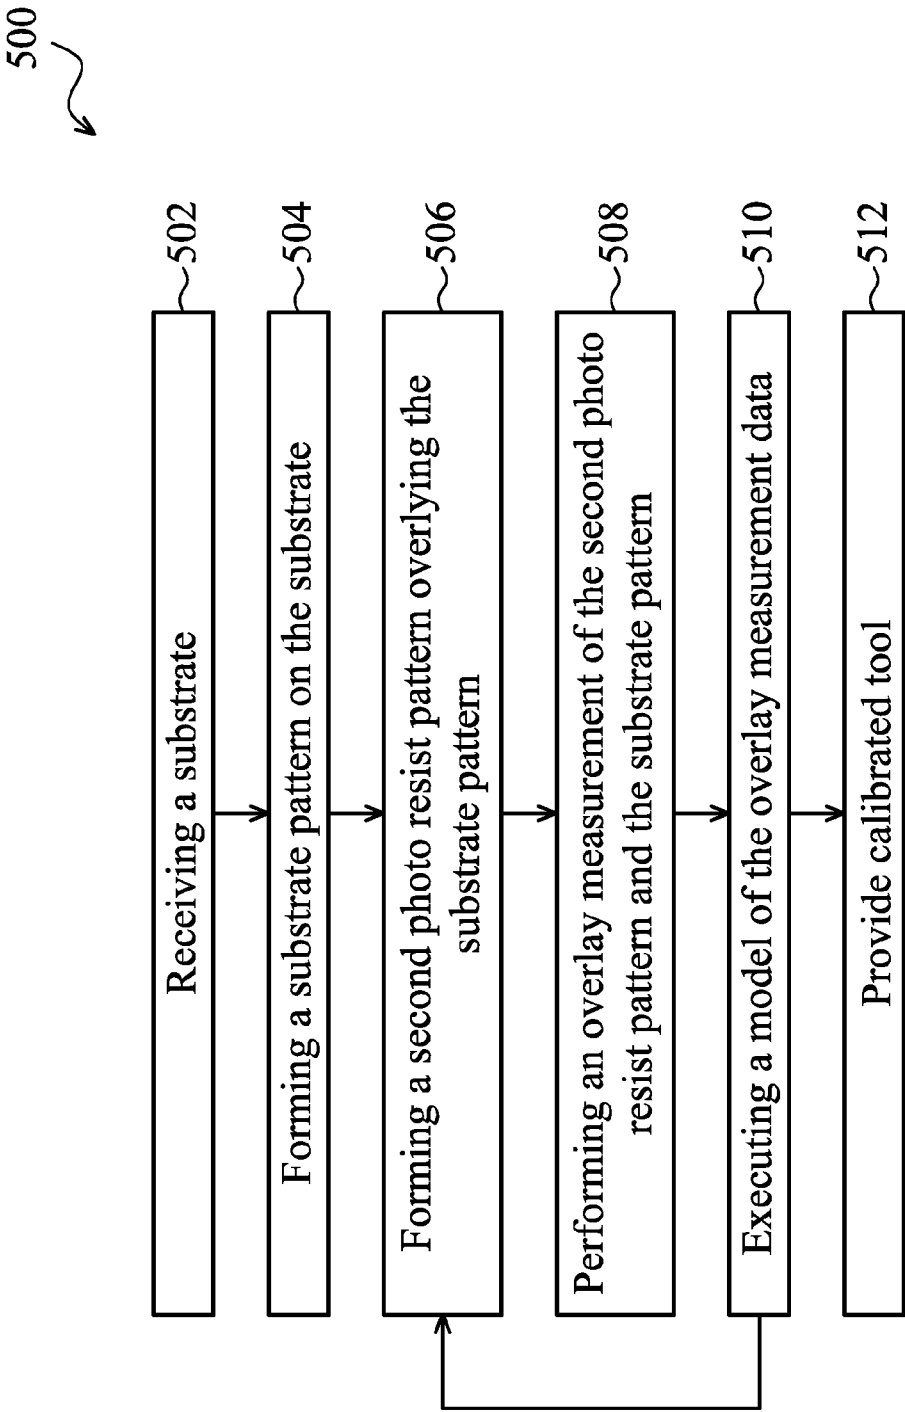 500
Receiving a substrate
502
Forming a substrate pattern on the substrate
504
Forming a second photo resist pattern overlying the
substrate pattern
506
Performing an overlay measurement of the second photo
resist pattern and the substrate pattern
508
Executing a model of the overlay measurement data
510
Provide calibrated tool
512